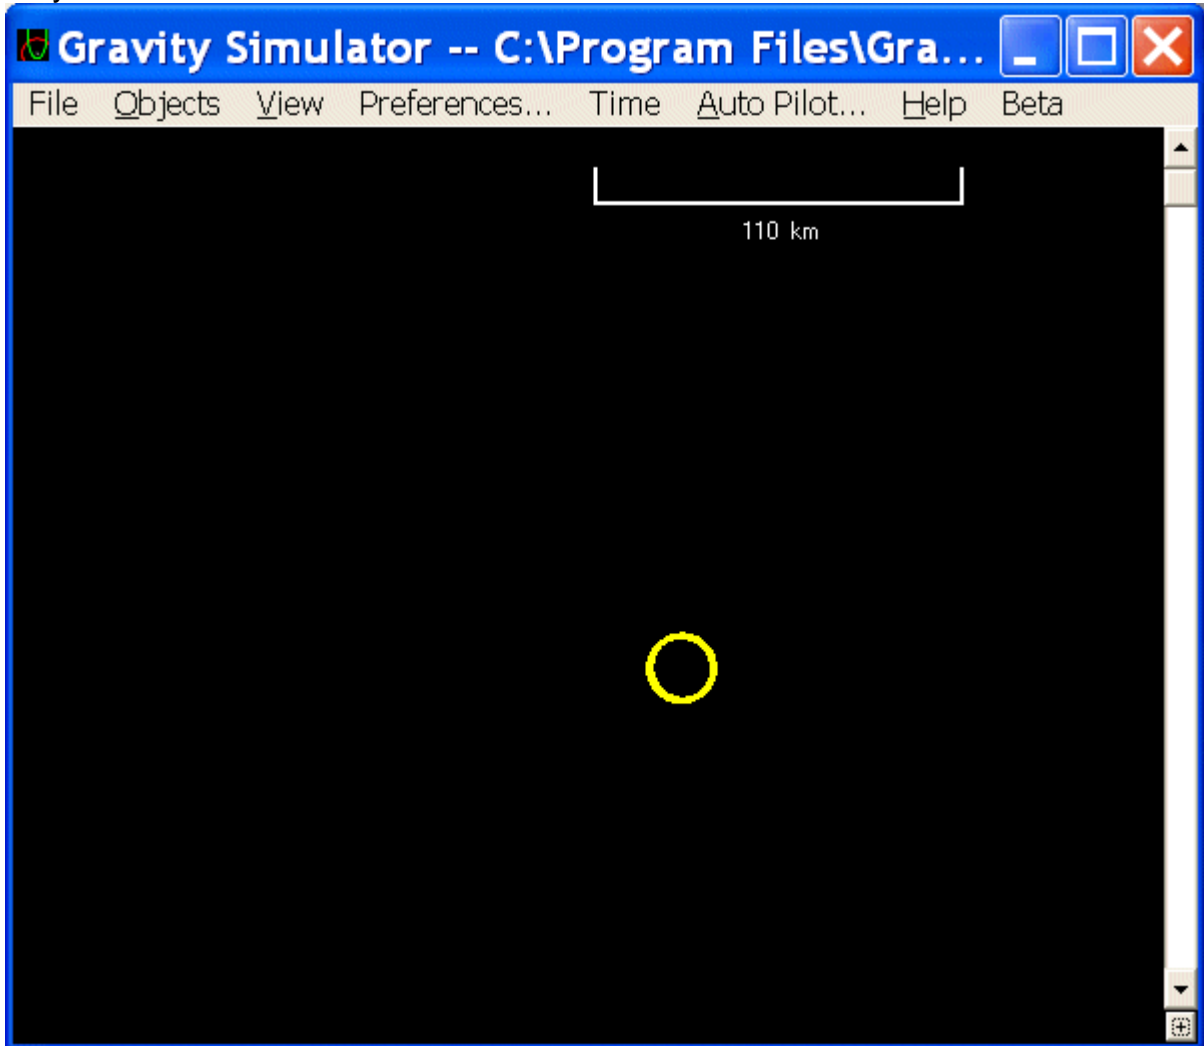 Gravity Simulator -- C:\Program Files\Gra...
File Objects View Preferences... Time Auto Pilot... Help Beta
110 km